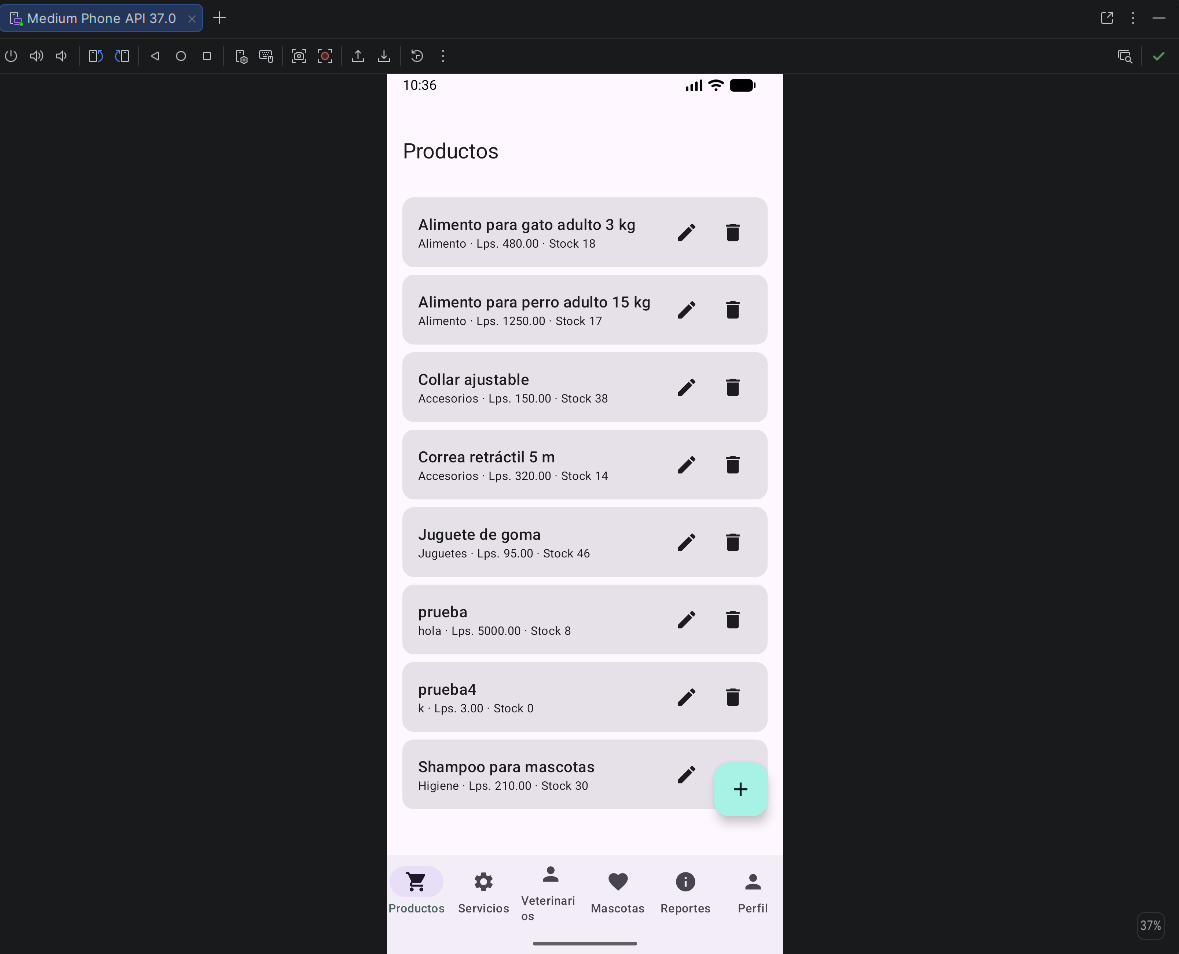 Medium Phone API 37.0
10:36
Productos
Alimento para gato adulto 3 kg
Alimento · Lps. 480.00 · Stock 18
Alimento para perro adulto 15 kg
Alimento · Lps. 1250.00 · Stock 17
Collar ajustable
Accesorios · Lps. 150.00 · Stock 38
Correa retráctil 5 m
Accesorios · Lps. 320.00 · Stock 14
Juguete de goma
Juguetes · Lps. 95.00 · Stock 46
prueba
hola · Lps. 5000.00 · Stock 8
prueba4
k · Lps. 3.00 · Stock 0
Shampoo para mascotas
Higiene · Lps. 210.00 · Stock 30
Productos
Servicios
Veterinari
os
Mascotas
Reportes
Perfil
37%